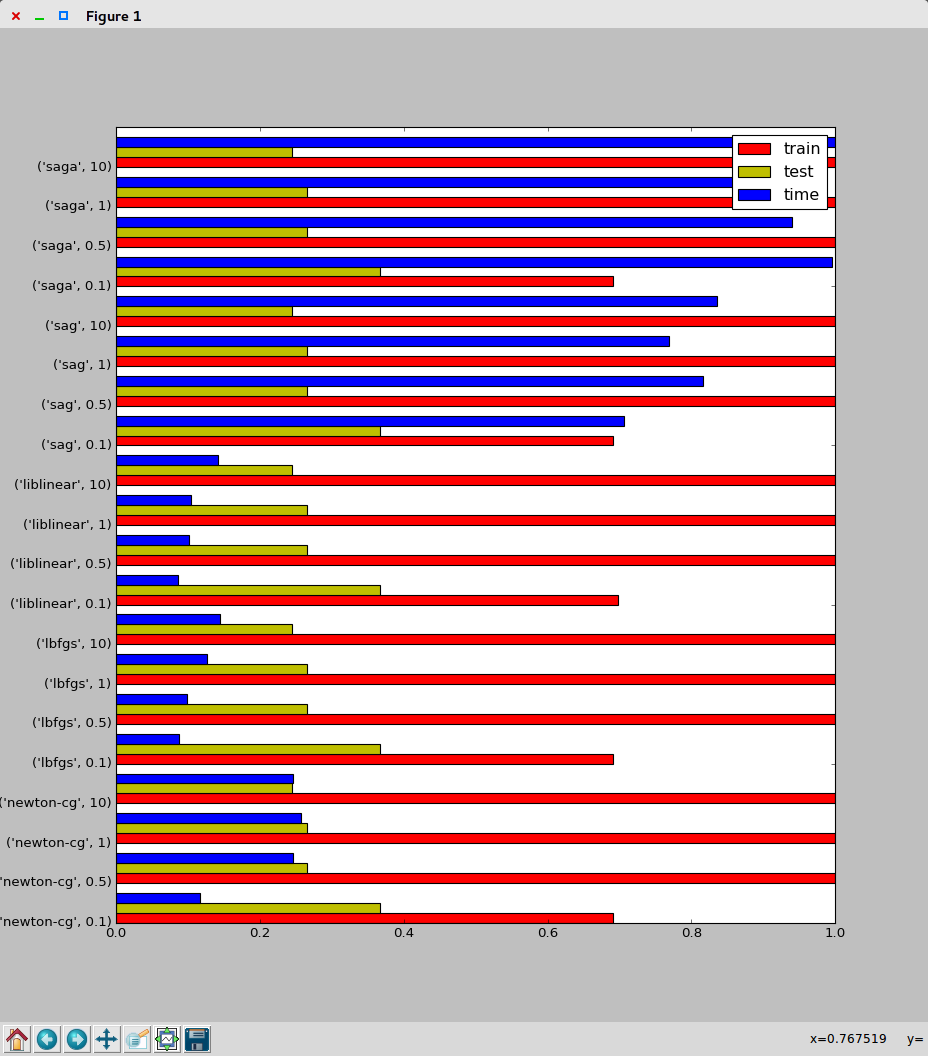 Figure 1
train
test
time
('saga', 10)
('saga', 1)
('saga', 0.5)
('saga', 0.1)
('sag', 10)
('sag', 1)
('sag', 0.5)
('sag', 0.1)
('liblinear', 10)
('liblinear', 1)
('liblinear', 0.5)
('liblinear', 0.1)
('lbfgs', 10)
('lbfgs', 1)
('lbfgs', 0.5)
('lbfgs', 0.1)
('newton-cg', 10)
('newton-cg', 1)
'newton-cg', 0.5)
'newton-cg', 0.1)
0.0 0.2 0.4 0.6 0.8 1.0
x=0.767519 y=